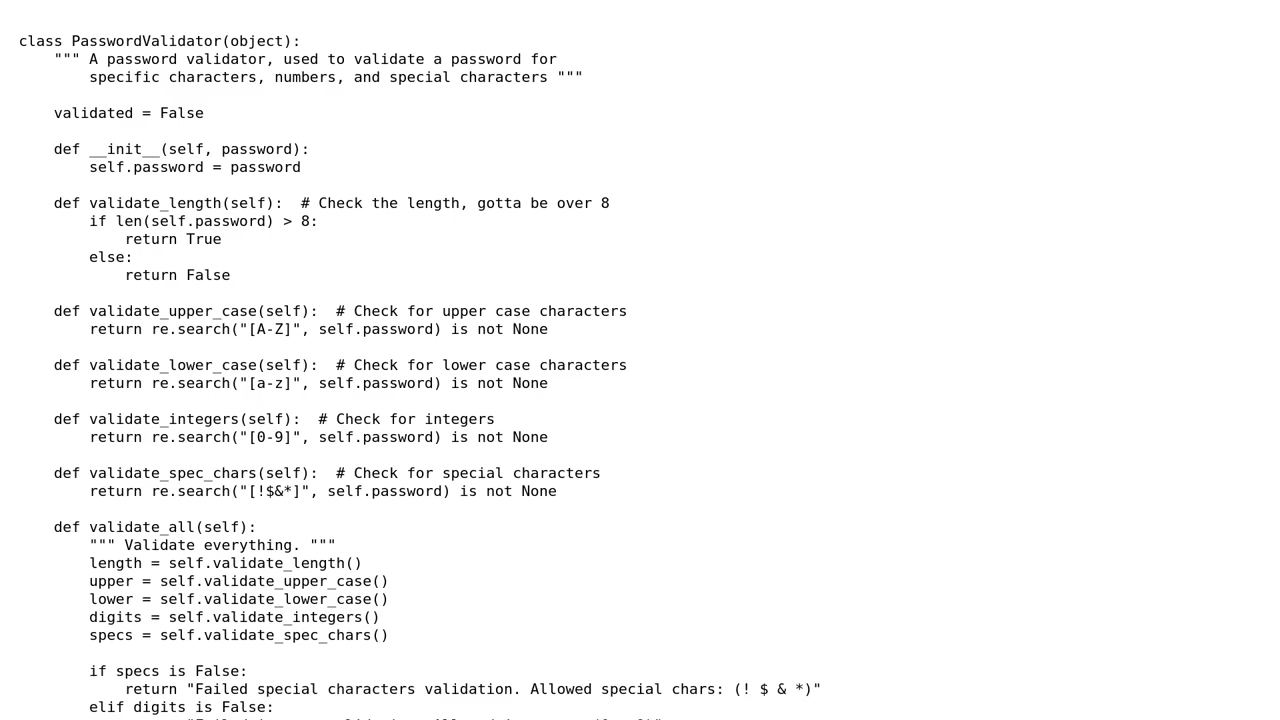 class PasswordValidator(object):
    """ A password validator, used to validate a password for
        specific characters, numbers, and special characters """

    validated = False

    def __init__(self, password):
        self.password = password

    def validate_length(self):  # Check the length, gotta be over 8
        if len(self.password) > 8:
            return True
        else:
            return False

    def validate_upper_case(self):  # Check for upper case characters
        return re.search("[A-Z]", self.password) is not None

    def validate_lower_case(self):  # Check for lower case characters
        return re.search("[a-z]", self.password) is not None

    def validate_integers(self):  # Check for integers
        return re.search("[0-9]", self.password) is not None

    def validate_spec_chars(self):  # Check for special characters
        return re.search("[!$&*]", self.password) is not None

    def validate_all(self):
        """ Validate everything. """
        length = self.validate_length()
        upper = self.validate_upper_case()
        lower = self.validate_lower_case()
        digits = self.validate_integers()
        specs = self.validate_spec_chars()

        if specs is False:
            return "Failed special characters validation. Allowed special chars: (! $ & *)"
        elif digits is False: